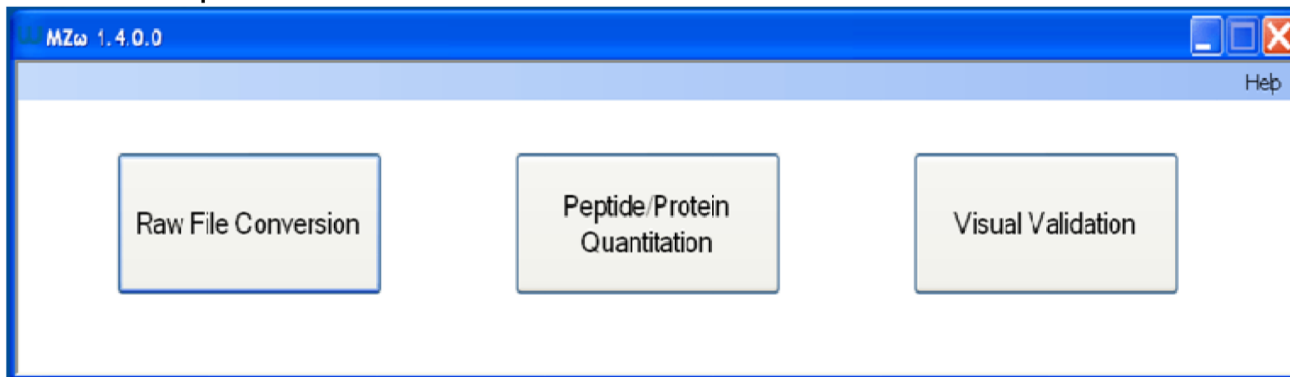 MZω 1.4.0.0
Help
Raw File Conversion
Peptide/Protein
Quantitation
Visual Validation